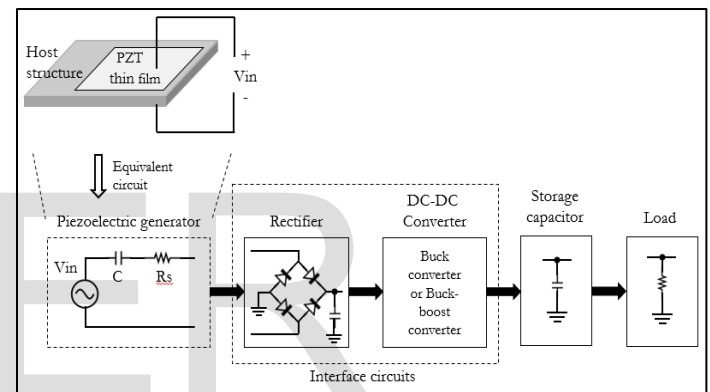 Host
structure
PZT
thin film
+
Vin
-
Equivalent
circuit
Piezoelectric generator
Vin
C
Rs
Rectifier
DC-DC
Converter
Buck
converter
or Buck-
boost
converter
Interface circuits
Storage
capacitor
Load
ER